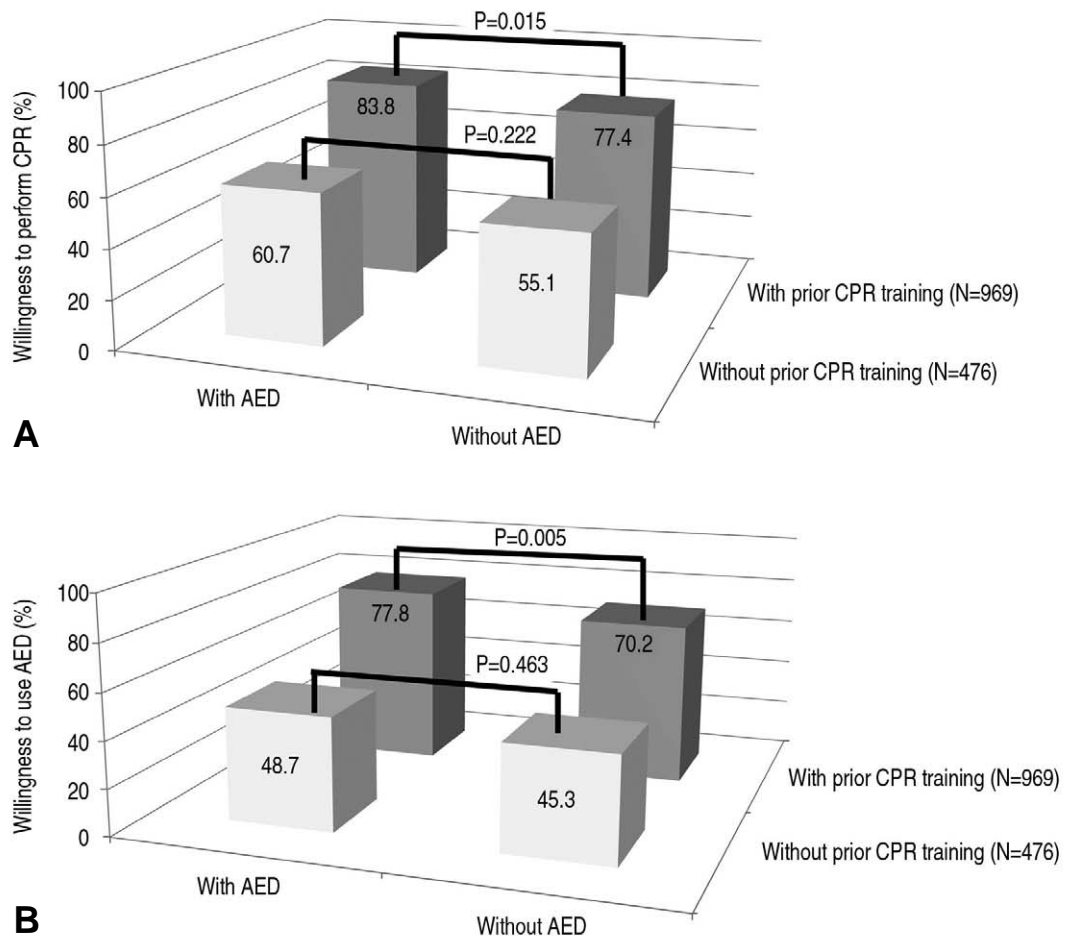 P=0.015
100
83.8
80
P=0.222
77.4
60
60.7
55.1
40
20
0
Willingness to perform CPR (%)
With prior CPR training (N=969)
Without prior CPR training (N=476)
With AED
Without AED
A
P=0.005
100
77.8
80
70.2
P=0.463
60
48.7
45.3
40
20
0
Willingness to use AED (%)
With prior CPR training (N=969)
Without prior CPR training (N=476)
With AED
Without AED
B